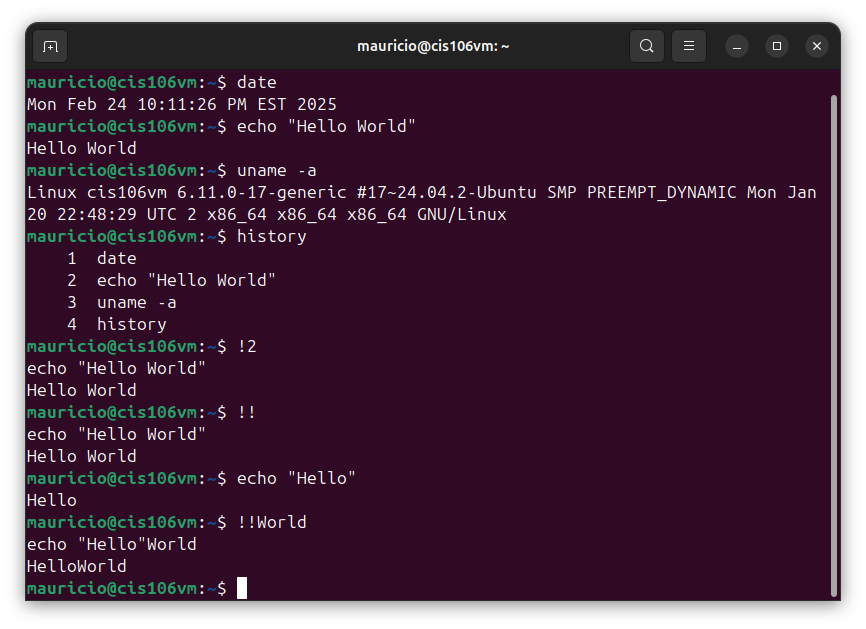 mauricio@cis106vm: ~
mauricio@cis106vm:~$ date
Mon Feb 24 10:11:26 PM EST 2025
mauricio@cis106vm:~$ echo "Hello World"
Hello World
mauricio@cis106vm:~$ uname -a
Linux cis106vm 6.11.0-17-generic #17~24.04.2-Ubuntu SMP PREEMPT_DYNAMIC Mon Jan
20 22:48:29 UTC 2 x86_64 x86_64 x86_64 GNU/Linux
mauricio@cis106vm:~$ history
    1  date
    2  echo "Hello World"
    3  uname -a
    4  history
mauricio@cis106vm:~$ !2
echo "Hello World"
Hello World
mauricio@cis106vm:~$ !!
echo "Hello World"
Hello World
mauricio@cis106vm:~$ echo "Hello"
Hello
mauricio@cis106vm:~$ !!World
echo "Hello"World
HelloWorld
mauricio@cis106vm:~$